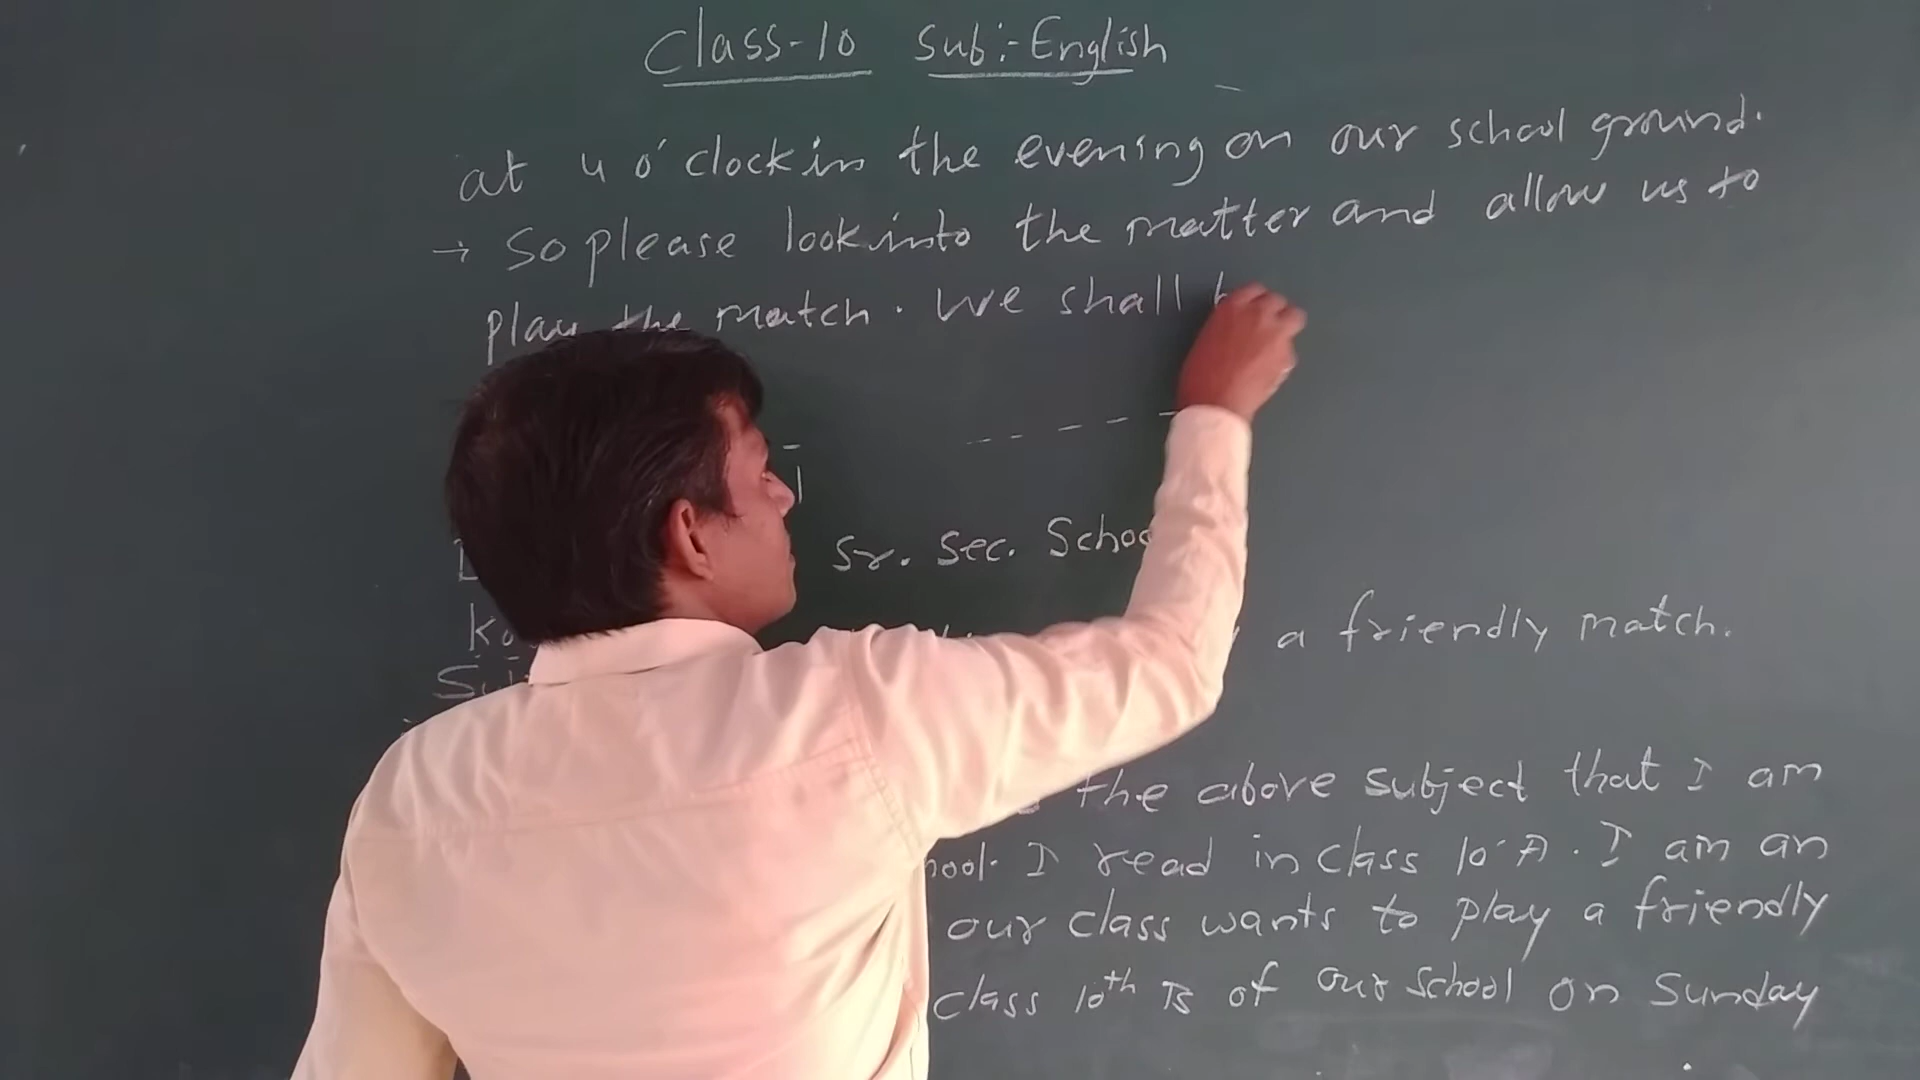 Class-10 Sub:-English
at 4 o'clock in the evening on our school ground.
→ So please look into the matter and allow us to
play the match. We shall
Sr. Sec. School
a friendly match.
the above subject that I am
I read in class 10-A. I am an
our class wants to play a friendly
class 10th B of our school on Sunday